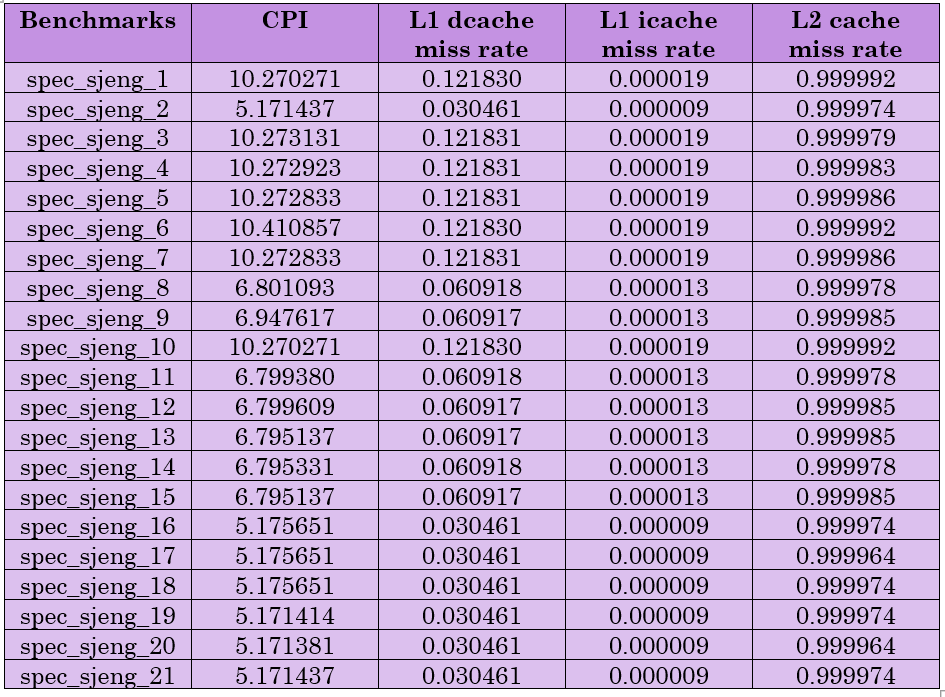 Benchmarks CPI L1 dcache miss rate L1 icache miss rate L2 cache miss rate
spec_sjeng_1 10.270271 0.121830 0.000019 0.999992
spec_sjeng_2 5.171437 0.030461 0.000009 0.999974
spec_sjeng_3 10.273131 0.121831 0.000019 0.999979
spec_sjeng_4 10.272923 0.121831 0.000019 0.999983
spec_sjeng_5 10.272833 0.121831 0.000019 0.999986
spec_sjeng_6 10.410857 0.121830 0.000019 0.999992
spec_sjeng_7 10.272833 0.121831 0.000019 0.999986
spec_sjeng_8 6.801093 0.060918 0.000013 0.999978
spec_sjeng_9 6.947617 0.060917 0.000013 0.999985
spec_sjeng_10 10.270271 0.121830 0.000019 0.999992
spec_sjeng_11 6.799380 0.060918 0.000013 0.999978
spec_sjeng_12 6.799609 0.060917 0.000013 0.999985
spec_sjeng_13 6.795137 0.060917 0.000013 0.999985
spec_sjeng_14 6.795331 0.060918 0.000013 0.999978
spec_sjeng_15 6.795137 0.060917 0.000013 0.999985
spec_sjeng_16 5.175651 0.030461 0.000009 0.999974
spec_sjeng_17 5.175651 0.030461 0.000009 0.999964
spec_sjeng_18 5.175651 0.030461 0.000009 0.999974
spec_sjeng_19 5.171414 0.030461 0.000009 0.999974
spec_sjeng_20 5.171381 0.030461 0.000009 0.999964
spec_sjeng_21 5.171437 0.030461 0.000009 0.999974